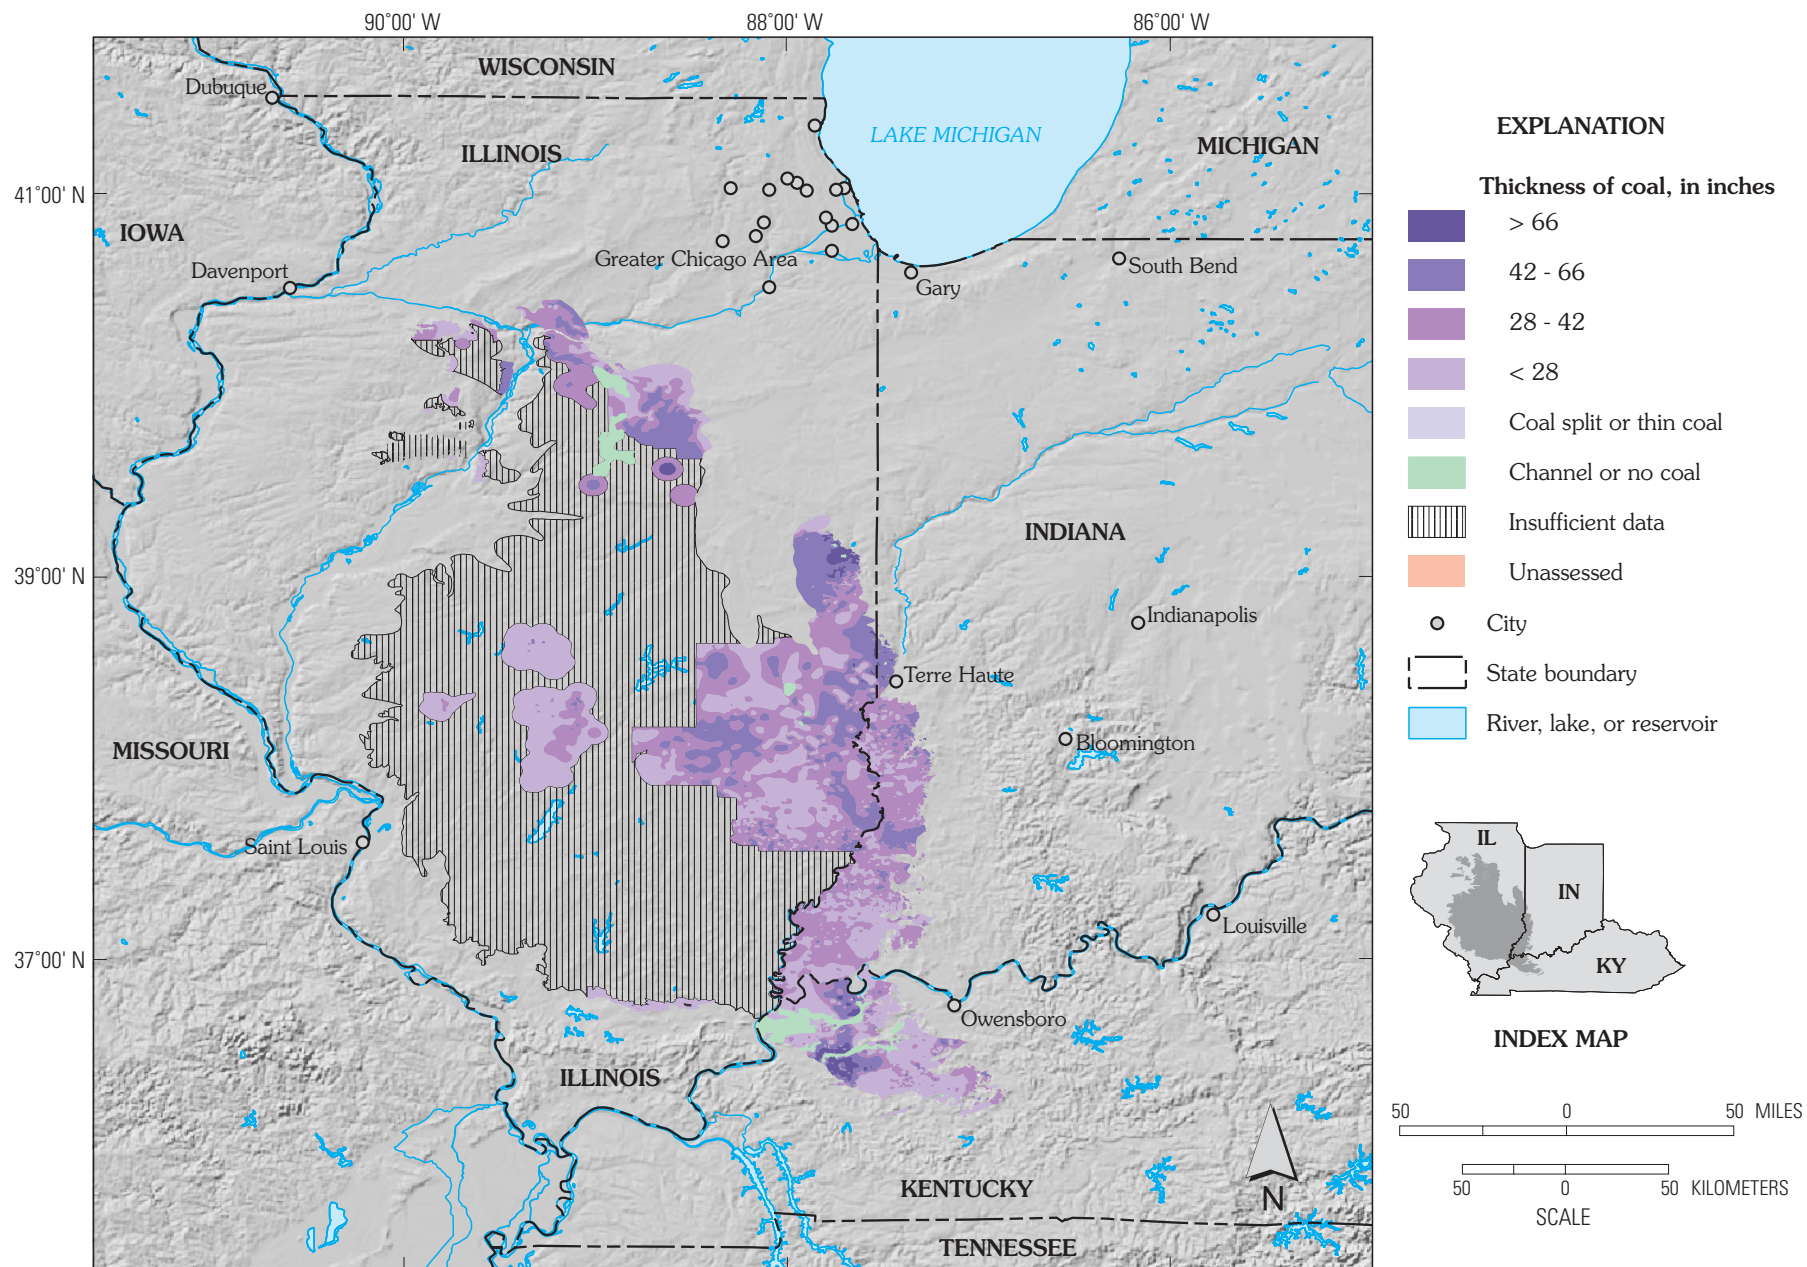 90°00' W
88°00' W
86°00' W
WISCONSIN
Dubuque
LAKE MICHIGAN
ILLINOIS
MICHIGAN
41°00' N
IOWA
Greater Chicago Area
Davenport
South Bend
Gary
INDIANA
39°00' N
Indianapolis
Terre Haute
MISSOURI
Bloomington
Saint Louis
Louisville
37°00' N
Owensboro
ILLINOIS
KENTUCKY
N
TENNESSEE
EXPLANATION
Thickness of coal, in inches
> 66
42 - 66
28 - 42
< 28
Coal split or thin coal
Channel or no coal
Insufficient data
Unassessed
City
State boundary
River, lake, or reservoir
IL
IN
KY
INDEX MAP
50 0 50 MILES
50 0 50 KILOMETERS
SCALE